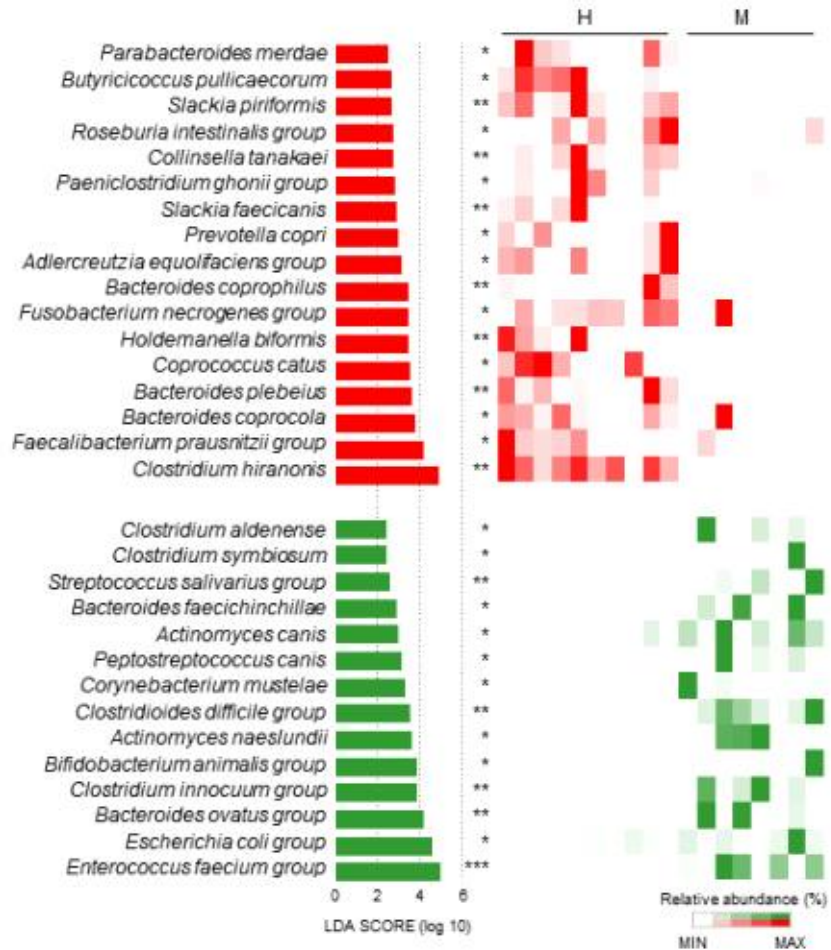 H M
Parabacteroides merdae *
Butyricicoccus pullicaecorum *
Slackia piriformis **
Roseburia intestinalis group *
Collinsella tanakaei **
Paeniclostridium ghonii group *
Slackia faecicanis **
Prevotella copri *
Adlercreutzia equolifaciens group *
Bacteroides coprophilus **
Fusobacterium necrogenes group *
Holdemanella biformis **
Coprococcus catus *
Bacteroides plebeius **
Bacteroides coprocola *
Faecalibacterium prausnitzii group *
Clostridium hiranonis **
Clostridium aldenense *
Clostridium symbiosum *
Streptococcus salivarius group **
Bacteroides faecichinchillae *
Actinomyces canis *
Peptostreptococcus canis *
Corynebacterium mustelae *
Clostridioides difficile group **
Actinomyces naeslundii *
Bifidobacterium animalis group *
Clostridium innocuum group **
Bacteroides ovatus group **
Escherichia coli group *
Enterococcus faecium group ***
0 2 4 6
LDA SCORE (log 10)
Relative abundance (%)
MIN MAX